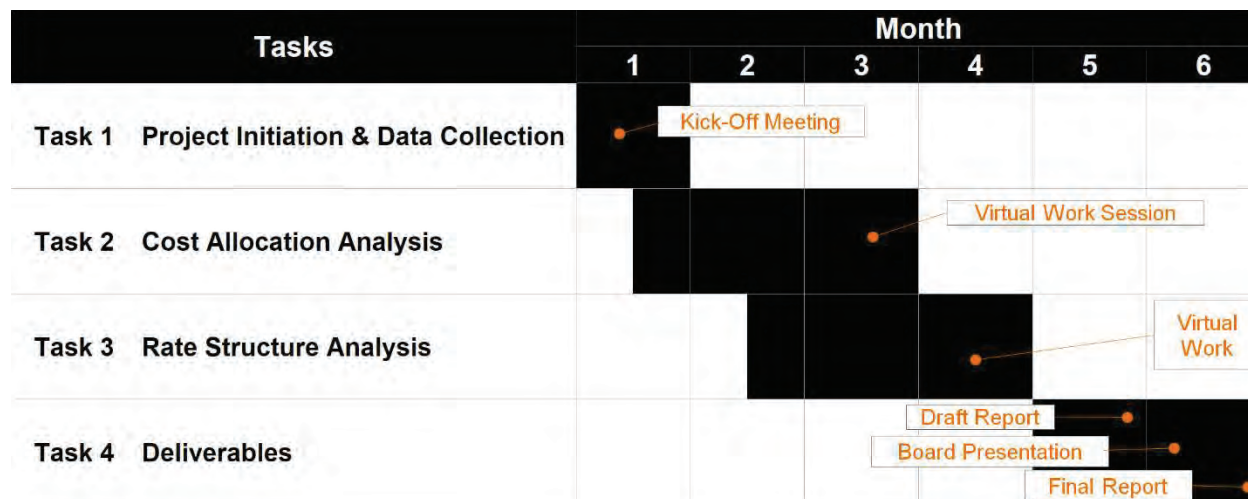 Tasks
Month
1 2 3 4 5 6
Task 1 Project Initiation & Data Collection
Kick-Off Meeting
Task 2 Cost Allocation Analysis
Virtual Work Session
Task 3 Rate Structure Analysis
Virtual
Work
Task 4 Deliverables
Draft Report
Board Presentation
Final Report